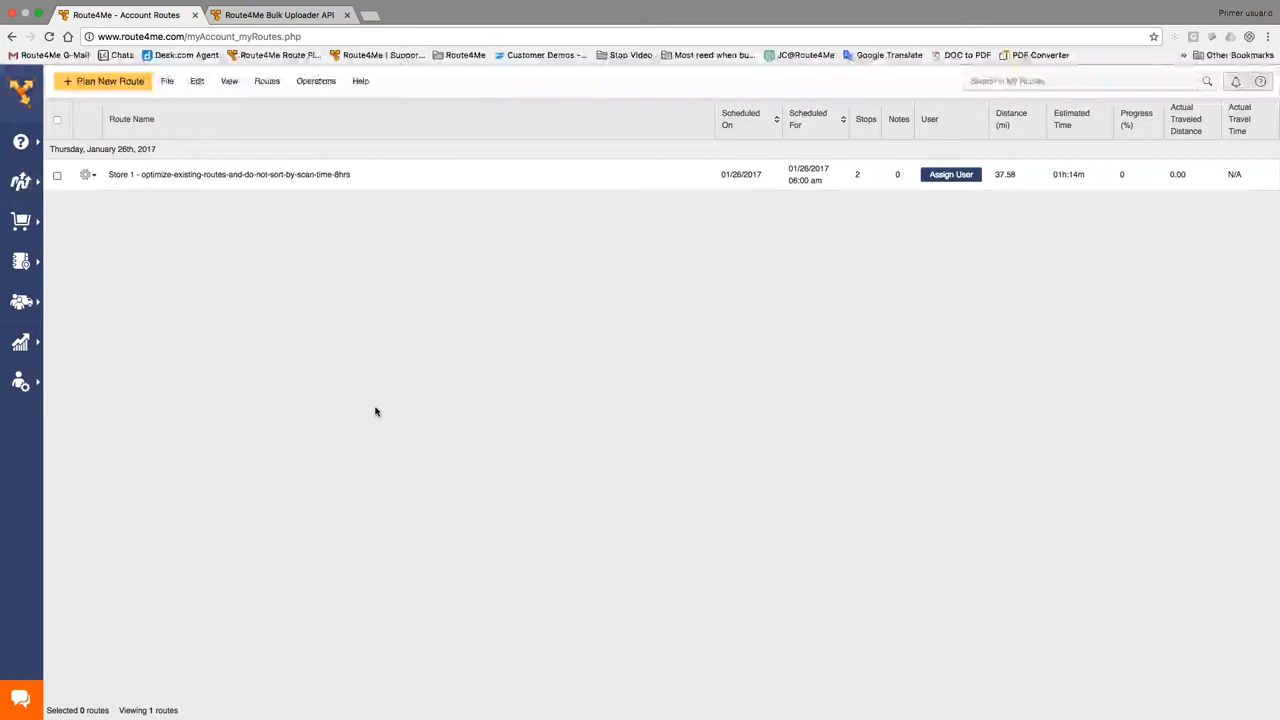 Route4Me - Account Routes
Route4Me Bulk Uploader API
Primer usuario
www.route4me.com/myAccount_myRoutes.php
Route4Me G-Mail
Chats
Desk.com Agent
Route4Me Route Pl...
Route4Me | Suppor...
Route4Me
Customer Demos -...
Stop Video
Most read when bu...
JC@Route4Me
Google Translate
DOC to PDF
PDF Converter
»
Other Bookmarks
+ Plan New Route
File
Edit
View
Routes
Operations
Help
Search in My Routes
Route Name
Scheduled On
Scheduled For
Stops
Notes
User
Distance (mi)
Estimated Time
Progress (%)
Actual Traveled Distance
Actual Travel Time
Thursday, January 26th, 2017
Store 1 - optimize-existing-routes-and-do-not-sort-by-scan-time-8hrs
01/26/2017
01/26/2017 06:00 am
2
0
Assign User
37.58
01h:14m
0
0.00
N/A
Selected 0 routes
Viewing 1 routes